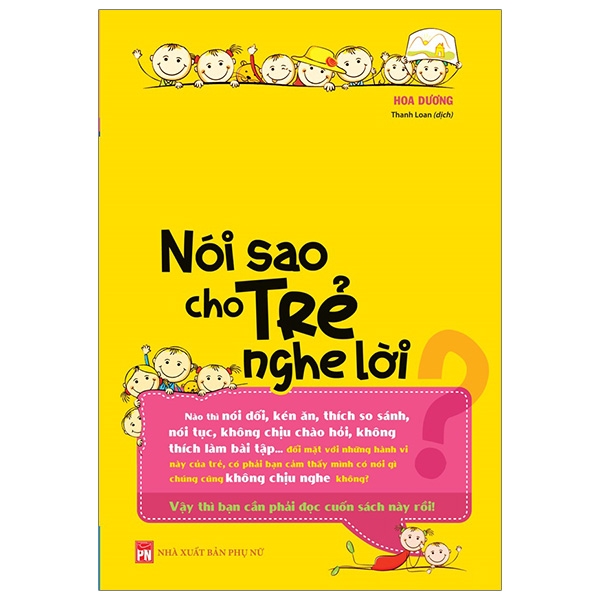 HOA DƯƠNG
Thanh Loan (dịch)
Nói sao
cho TRẺ
nghe lời
?
Nào thì nói dối, kén ăn, thích so sánh,
nói tục, không chịu chào hỏi, không
thích làm bài tập... đối mặt với những hành vi
này của trẻ, có phải bạn cảm thấy mình có nói gì
chúng cũng không chịu nghe không?
Vậy thì bạn cần phải đọc cuốn sách này rồi!
PN
NHÀ XUẤT BẢN PHỤ NỮ